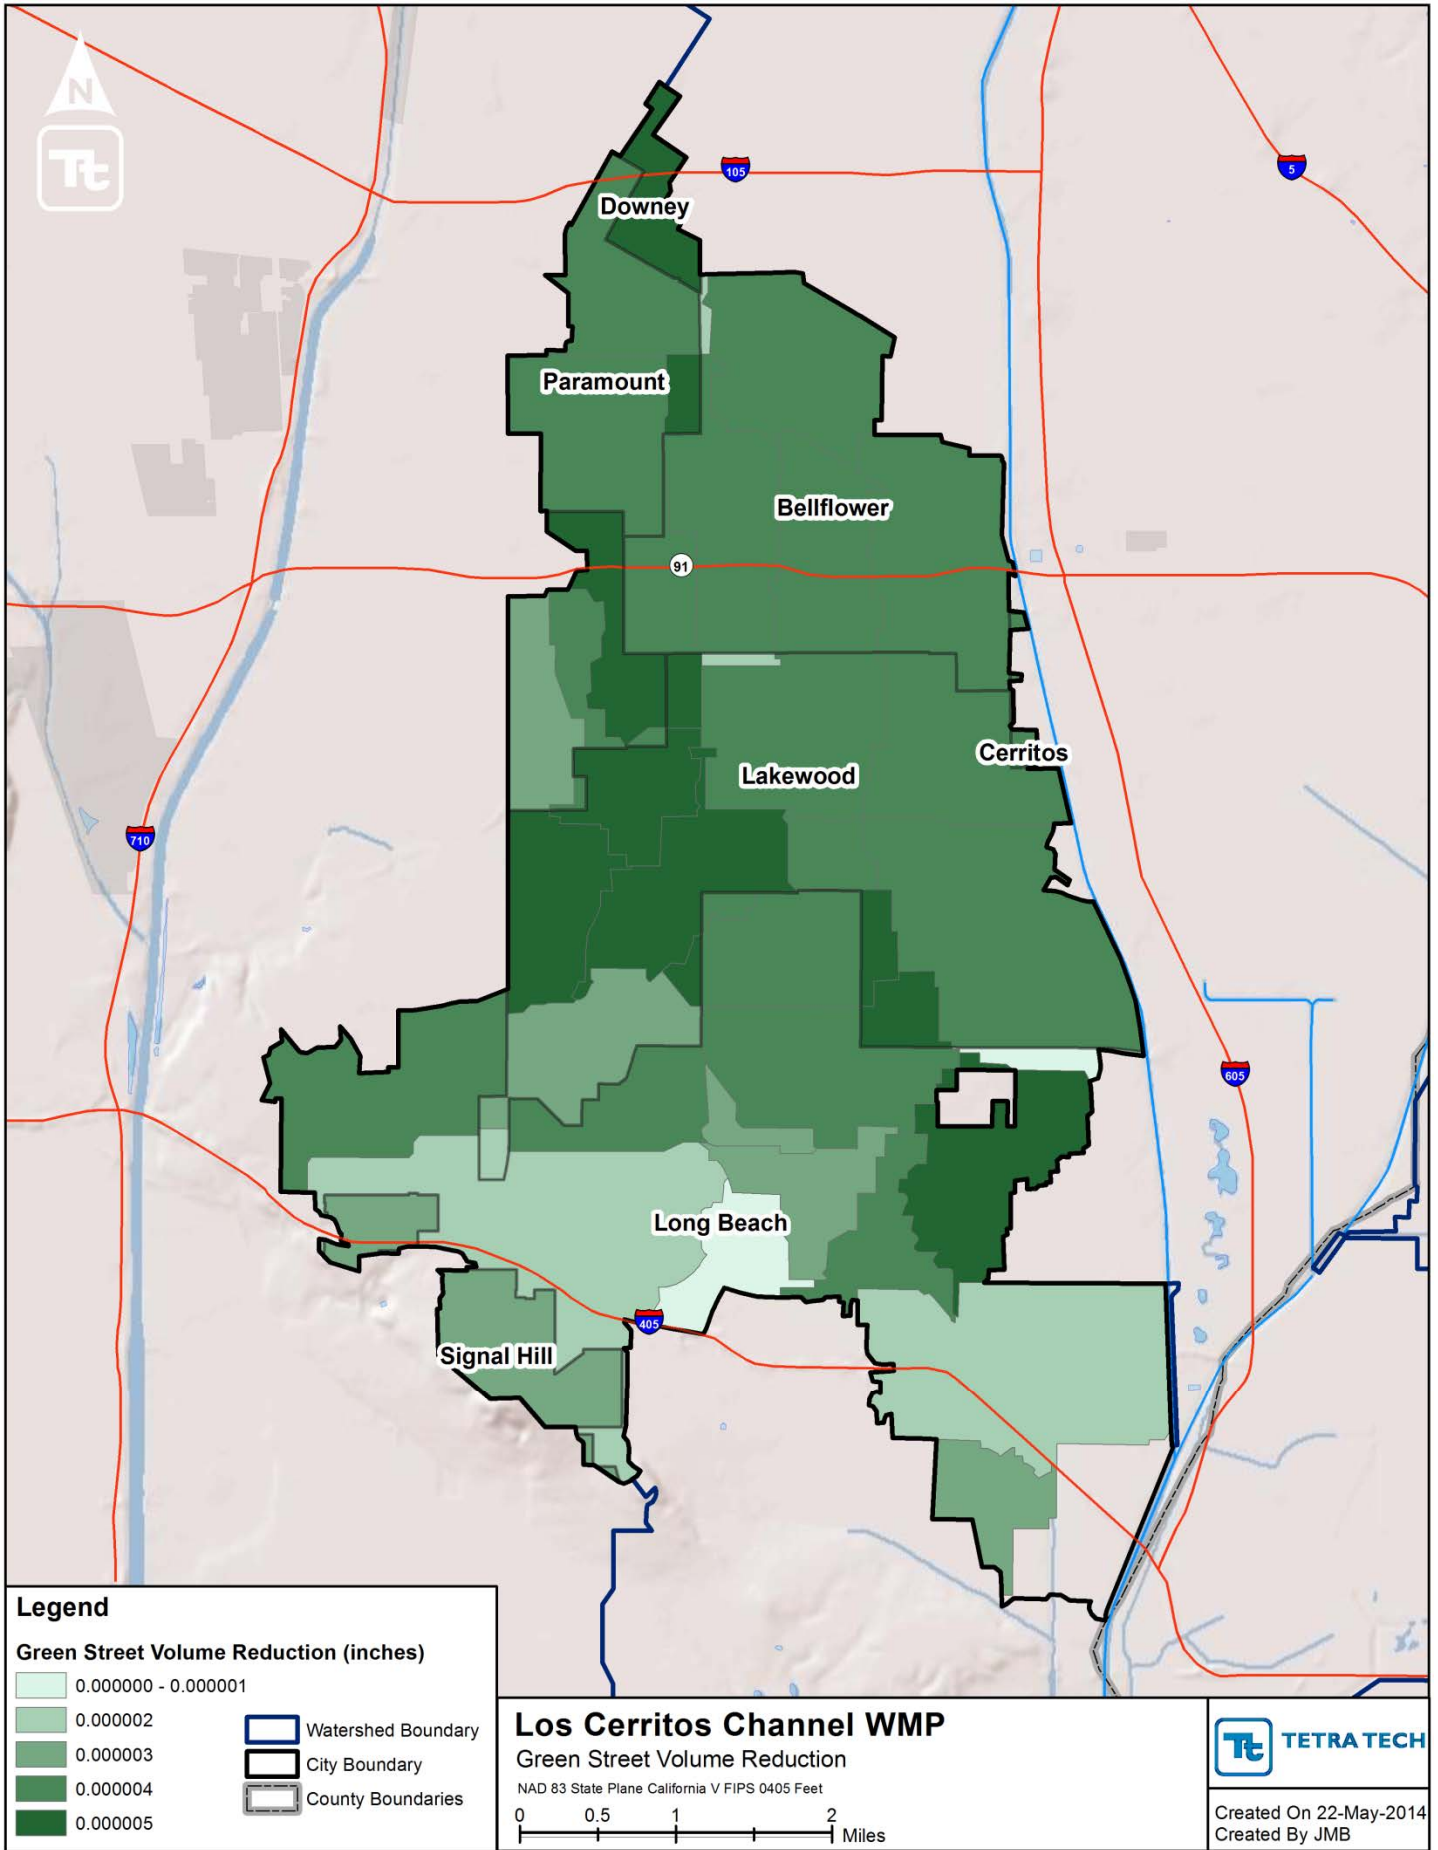 N
Tt
105
5
Downey
Paramount
Bellflower
91
Cerritos
Lakewood
710
605
Long Beach
405
Signal Hill
Legend
Green Street Volume Reduction (inches)
0.000000 - 0.000001
0.000002
0.000003
0.000004
0.000005
Watershed Boundary
City Boundary
County Boundaries
Los Cerritos Channel WMP
Green Street Volume Reduction
NAD 83 State Plane California V FIPS 0405 Feet
0 0.5 1 2
Miles
Tt TETRA TECH
Created On 22-May-2014
Created By JMB